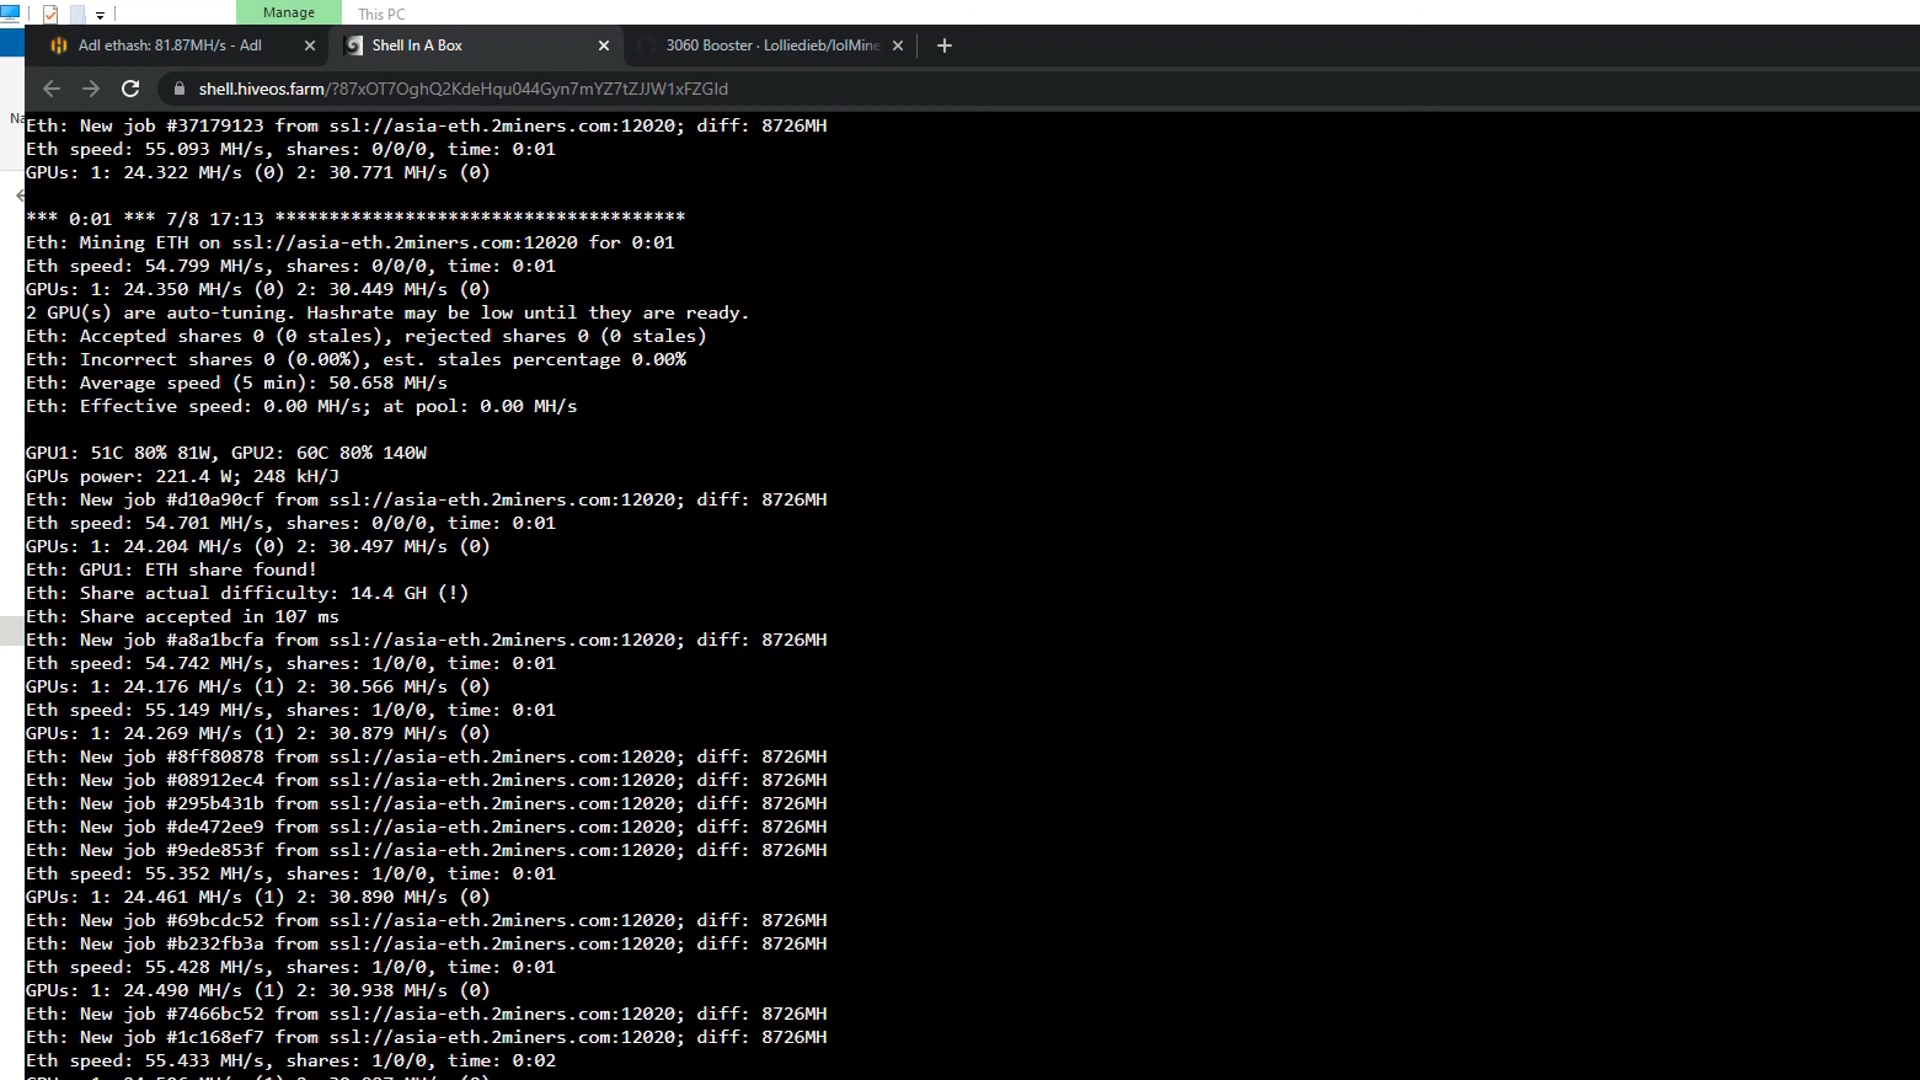 Manage
This PC
Adl ethash: 81.87MH/s - Adl
Shell In A Box
3060 Booster · Lolliedieb/lolMine
shell.hiveos.farm/?87xOT7OghQ2KdeHqu044Gyn7mYZ7tZJJW1xFZGId
Na
Eth: New job #37179123 from ssl://asia-eth.2miners.com:12020; diff: 8726MH
Eth speed: 55.093 MH/s, shares: 0/0/0, time: 0:01
GPUs: 1: 24.322 MH/s (0) 2: 30.771 MH/s (0)
*** 0:01 *** 7/8 17:13 **************************************
Eth: Mining ETH on ssl://asia-eth.2miners.com:12020 for 0:01
Eth speed: 54.799 MH/s, shares: 0/0/0, time: 0:01
GPUs: 1: 24.350 MH/s (0) 2: 30.449 MH/s (0)
2 GPU(s) are auto-tuning. Hashrate may be low until they are ready.
Eth: Accepted shares 0 (0 stales), rejected shares 0 (0 stales)
Eth: Incorrect shares 0 (0.00%), est. stales percentage 0.00%
Eth: Average speed (5 min): 50.658 MH/s
Eth: Effective speed: 0.00 MH/s; at pool: 0.00 MH/s
GPU1: 51C 80% 81W, GPU2: 60C 80% 140W
GPUs power: 221.4 W; 248 kH/J
Eth: New job #d10a90cf from ssl://asia-eth.2miners.com:12020; diff: 8726MH
Eth speed: 54.701 MH/s, shares: 0/0/0, time: 0:01
GPUs: 1: 24.204 MH/s (0) 2: 30.497 MH/s (0)
Eth: GPU1: ETH share found!
Eth: Share actual difficulty: 14.4 GH (!)
Eth: Share accepted in 107 ms
Eth: New job #a8a1bcfa from ssl://asia-eth.2miners.com:12020; diff: 8726MH
Eth speed: 54.742 MH/s, shares: 1/0/0, time: 0:01
GPUs: 1: 24.176 MH/s (1) 2: 30.566 MH/s (0)
Eth speed: 55.149 MH/s, shares: 1/0/0, time: 0:01
GPUs: 1: 24.269 MH/s (1) 2: 30.879 MH/s (0)
Eth: New job #8ff80878 from ssl://asia-eth.2miners.com:12020; diff: 8726MH
Eth: New job #08912ec4 from ssl://asia-eth.2miners.com:12020; diff: 8726MH
Eth: New job #295b431b from ssl://asia-eth.2miners.com:12020; diff: 8726MH
Eth: New job #de472ee9 from ssl://asia-eth.2miners.com:12020; diff: 8726MH
Eth: New job #9ede853f from ssl://asia-eth.2miners.com:12020; diff: 8726MH
Eth speed: 55.352 MH/s, shares: 1/0/0, time: 0:01
GPUs: 1: 24.461 MH/s (1) 2: 30.890 MH/s (0)
Eth: New job #69bcdc52 from ssl://asia-eth.2miners.com:12020; diff: 8726MH
Eth: New job #b232fb3a from ssl://asia-eth.2miners.com:12020; diff: 8726MH
Eth speed: 55.428 MH/s, shares: 1/0/0, time: 0:01
GPUs: 1: 24.490 MH/s (1) 2: 30.938 MH/s (0)
Eth: New job #7466bc52 from ssl://asia-eth.2miners.com:12020; diff: 8726MH
Eth: New job #1c168ef7 from ssl://asia-eth.2miners.com:12020; diff: 8726MH
Eth speed: 55.433 MH/s, shares: 1/0/0, time: 0:02